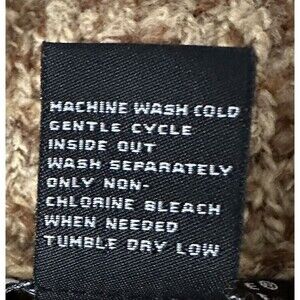 MACHINE WASH COLD
GENTLE CYCLE
INSIDE OUT
WASH SEPARATELY
ONLY NON-
CHLORINE BLEACH
WHEN NEEDED
TUMBLE DRY LOW